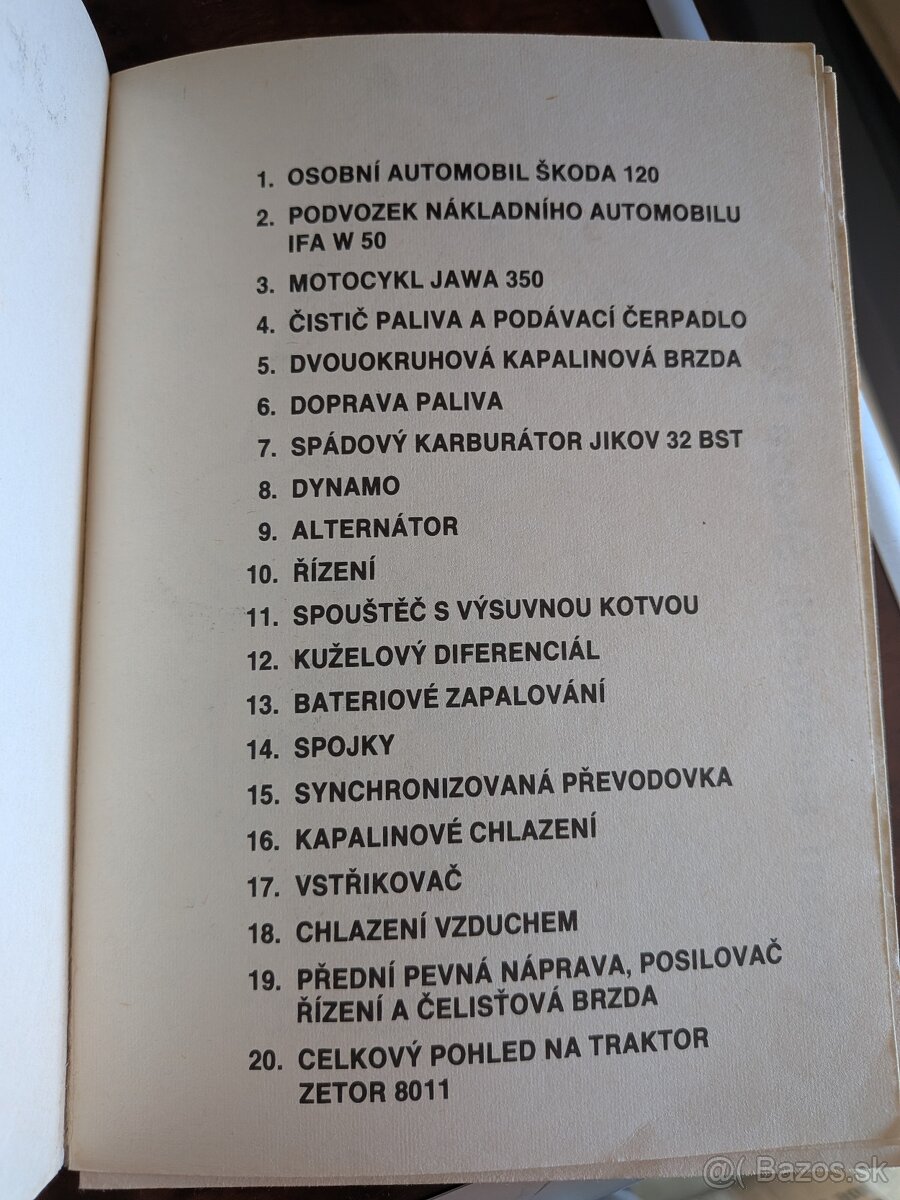 1. OSOBNÍ AUTOMOBIL ŠKODA 120
2. PODVOZEK NÁKLADNÍHO AUTOMOBILU
IFA W 50
3. MOTOCYKL JAWA 350
4. ČISTIČ PALIVA A PODÁVACÍ ČERPADLO
5. DVOUOKRUHOVÁ KAPALINOVÁ BRZDA
6. DOPRAVA PALIVA
7. SPÁDOVÝ KARBURÁTOR JIKOV 32 BST
8. DYNAMO
9. ALTERNÁTOR
10. ŘÍZENÍ
11. SPOUŠTĚČ S VÝSUVNOU KOTVOU
12. KUŽELOVÝ DIFERENCIÁL
13. BATERIOVÉ ZAPALOVÁNÍ
14. SPOJKY
15. SYNCHRONIZOVANÁ PŘEVODOVKA
16. KAPALINOVÉ CHLAZENÍ
17. VSTŘIKOVAČ
18. CHLAZENÍ VZDUCHEM
19. PŘEDNÍ PEVNÁ NÁPRAVA, POSILOVAČ
ŘÍZENÍ A ČELISŤOVÁ BRZDA
20. CELKOVÝ POHLED NA TRAKTOR
ZETOR 8011
@( Bazos.sk